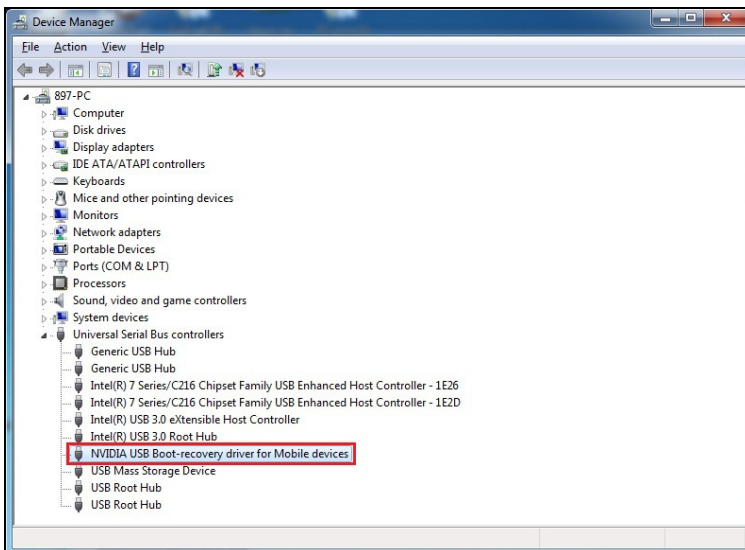 Device Manager
File Action View Help
897-PC
Computer
Disk drives
Display adapters
IDE ATA/ATAPI controllers
Keyboards
Mice and other pointing devices
Monitors
Network adapters
Portable Devices
Ports (COM & LPT)
Processors
Sound, video and game controllers
System devices
Universal Serial Bus controllers
Generic USB Hub
Generic USB Hub
Intel(R) 7 Series/C216 Chipset Family USB Enhanced Host Controller - 1E26
Intel(R) 7 Series/C216 Chipset Family USB Enhanced Host Controller - 1E2D
Intel(R) USB 3.0 eXtensible Host Controller
Intel(R) USB 3.0 Root Hub
NVIDIA USB Boot-recovery driver for Mobile devices
USB Mass Storage Device
USB Root Hub
USB Root Hub